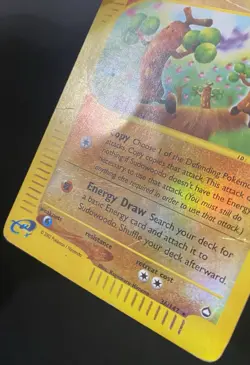 Copy Choose 1 of the Defending Pokémon's
attacks. Copy copies that attack. This attack does
nothing if Sudowoodo doesn't have the Energy
necessary to use that attack. (You must still do
anything else required in order to use that attack.)
Energy Draw Search your deck for
a basic Energy card and attach it to
Sudowoodo. Shuffle your deck afterward.
resistance
retreat cost